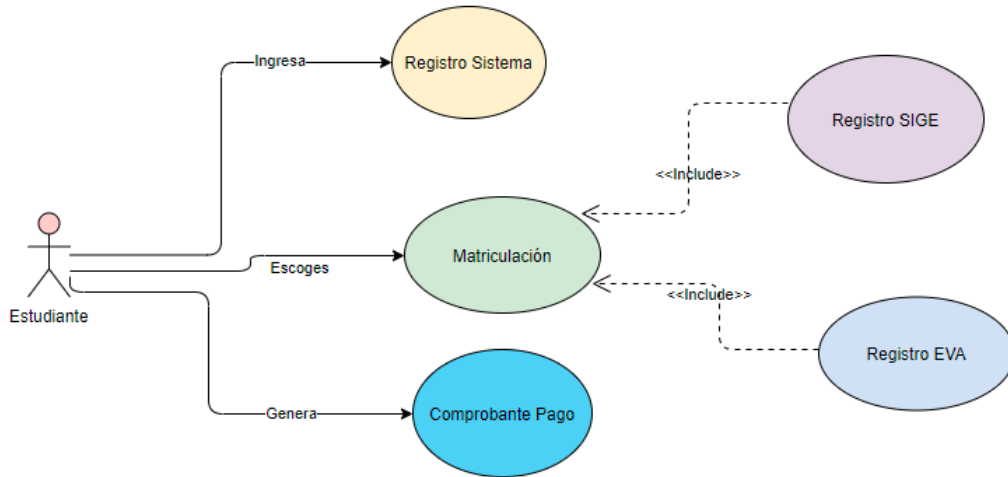 Ingresa
Registro Sistema
Registro SIGE
<<Include>>
Matriculación
Escoges
<<Include>>
Estudiante
Registro EVA
Genera
Comprobante Pago